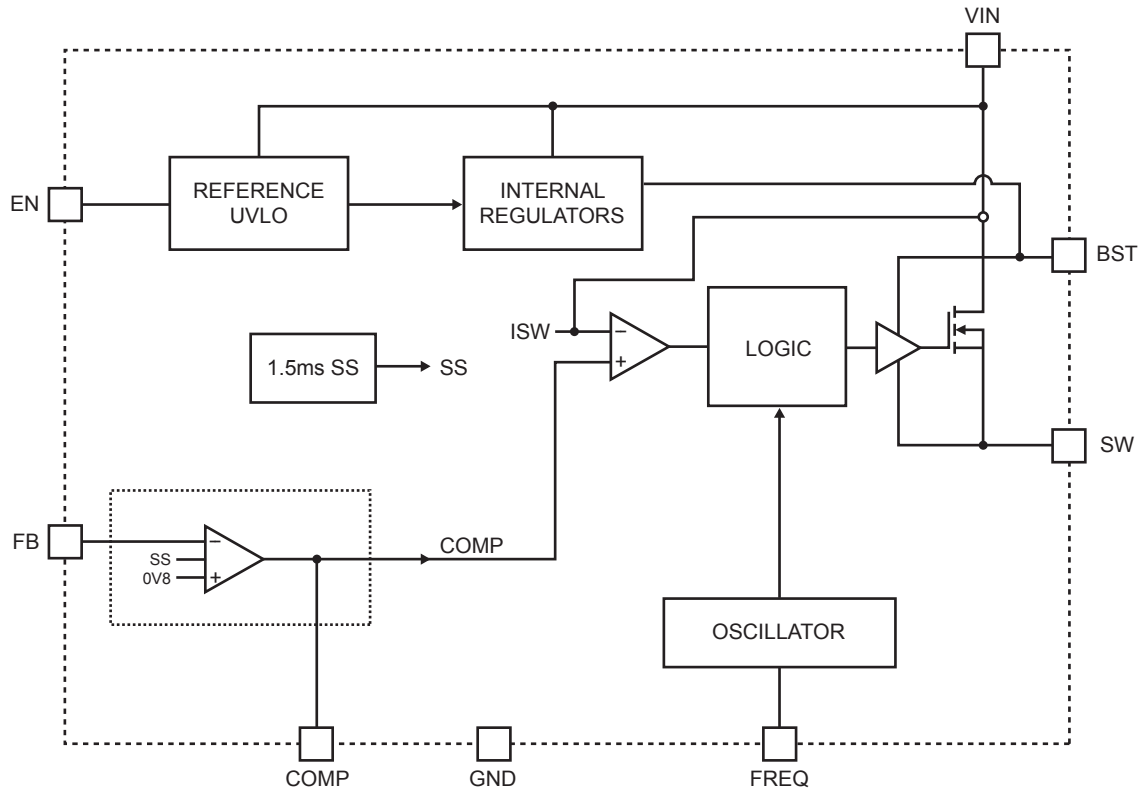 VIN
EN
REFERENCE
UVLO
INTERNAL
REGULATORS
BST
ISW
−
+
LOGIC
1.5ms SS
SS
SW
FB
−
SS
0V8
+
COMP
OSCILLATOR
COMP
GND
FREQ